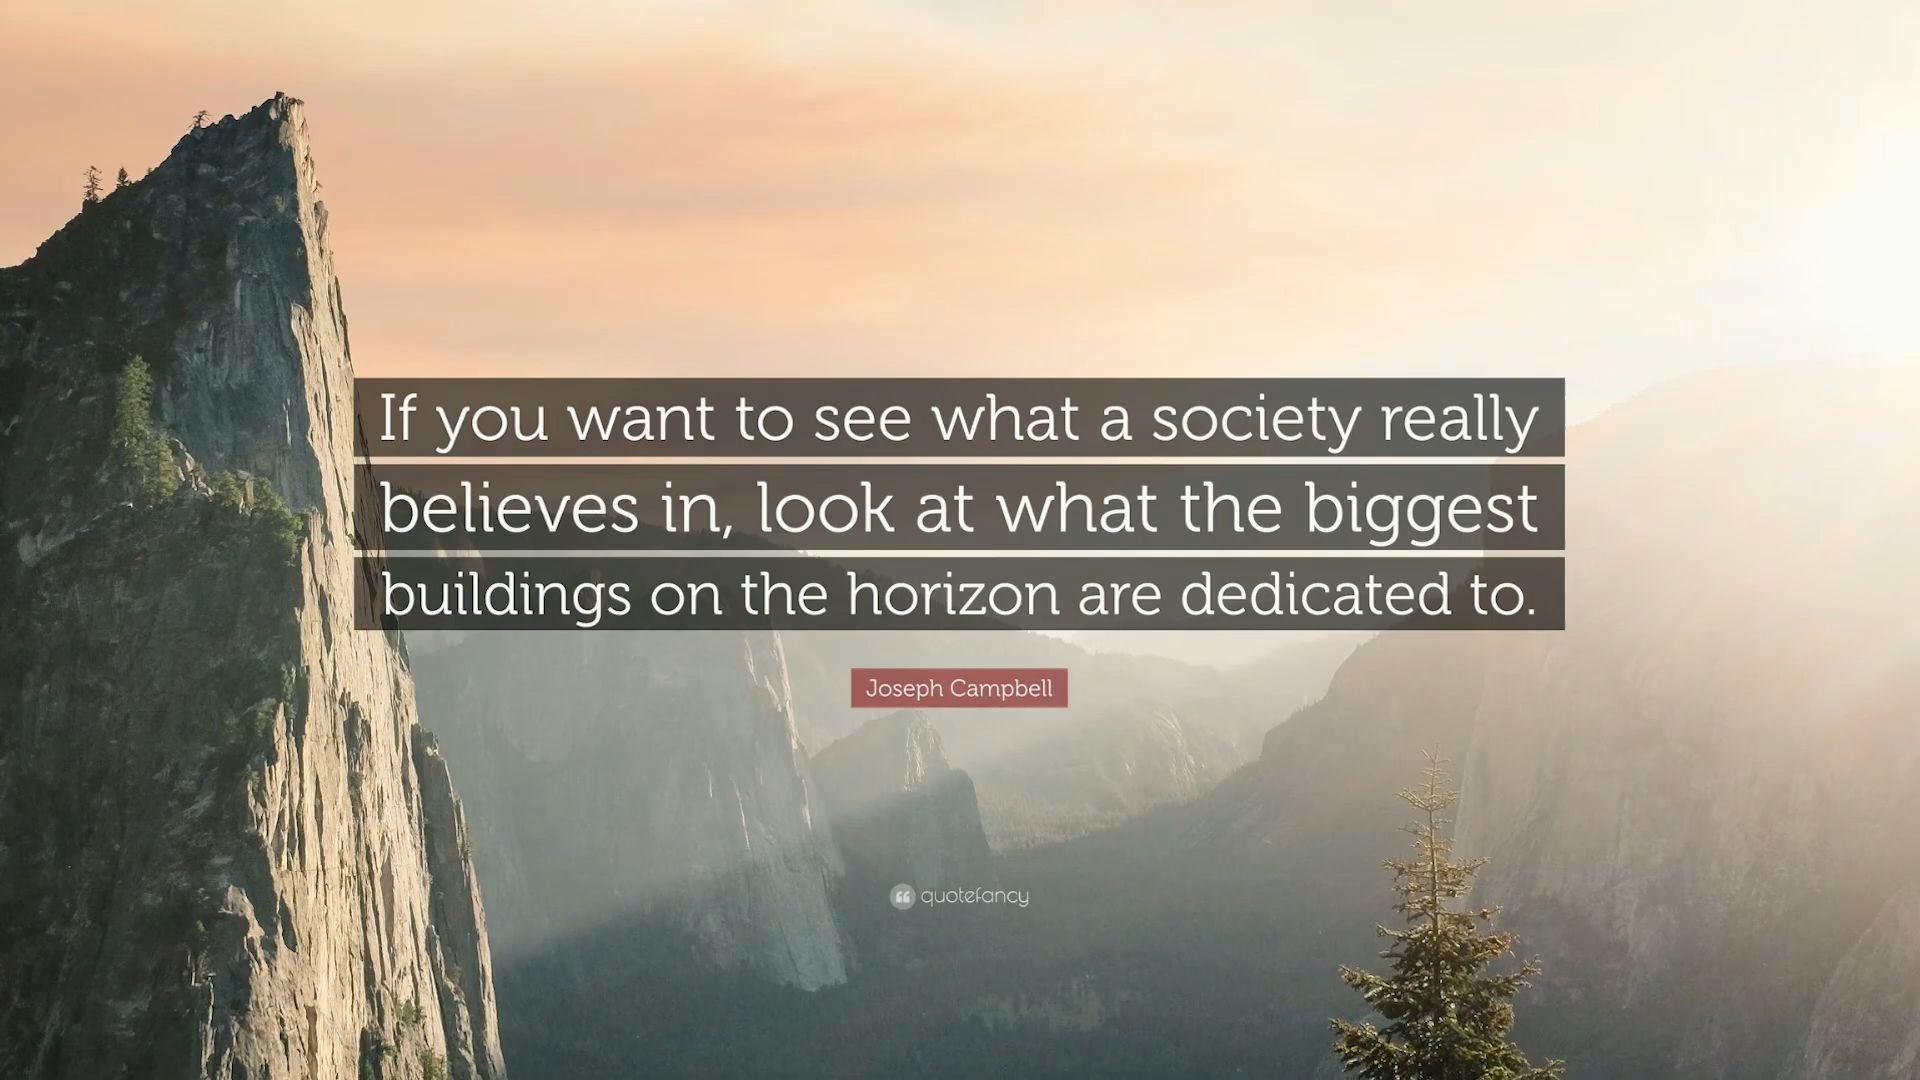 If you want to see what a society really
believes in, look at what the biggest
buildings on the horizon are dedicated to.
Joseph Campbell
quotefancy